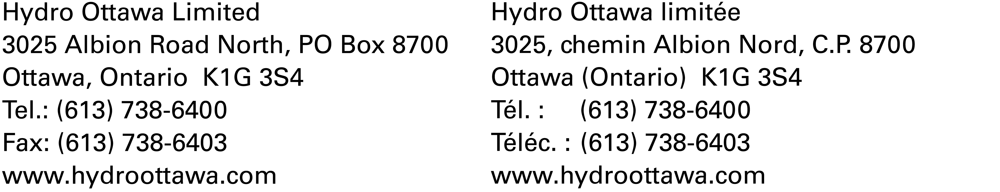 Hydro Ottawa Limited
3025 Albion Road North, PO Box 8700
Ottawa, Ontario  K1G 3S4
Tel.: (613) 738-6400
Fax: (613) 738-6403
www.hydroottawa.com
Hydro Ottawa limitée
3025, chemin Albion Nord, C.P. 8700
Ottawa (Ontario)  K1G 3S4
Tél. : (613) 738-6400
Téléc. : (613) 738-6403
www.hydroottawa.com